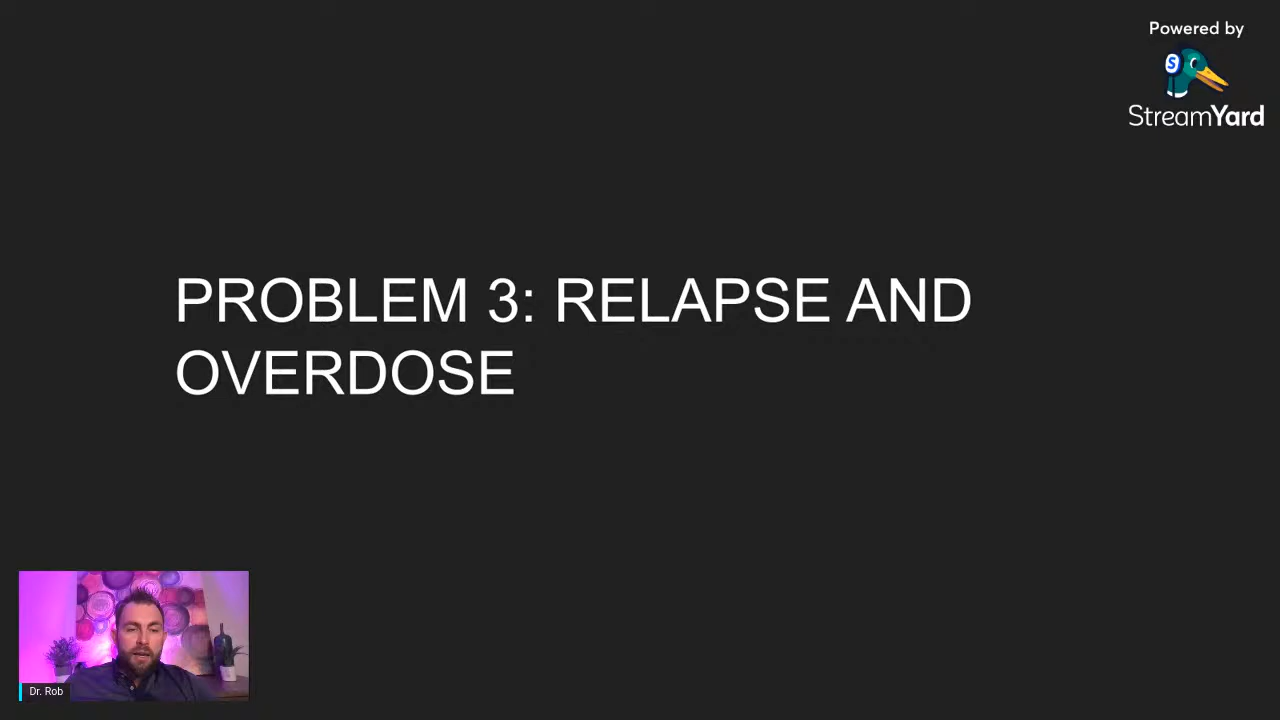 Powered by
S
StreamYard
PROBLEM 3: RELAPSE AND
OVERDOSE
Dr. Rob